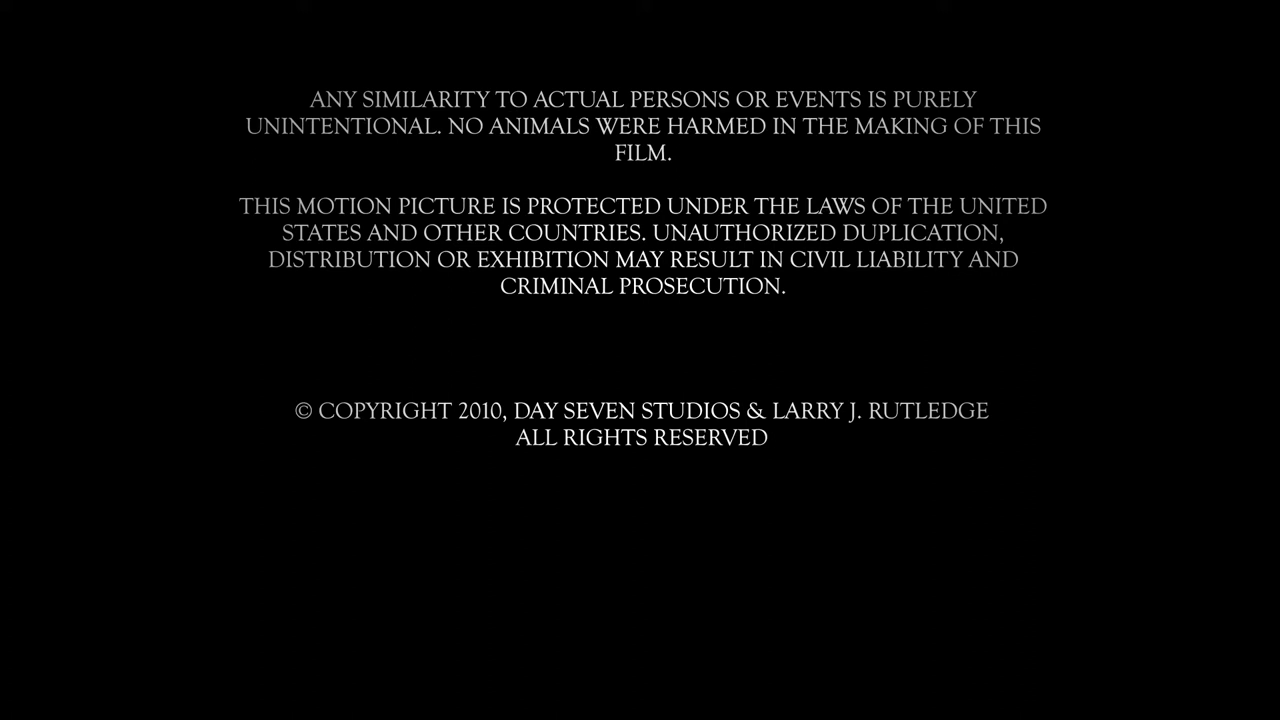 ANY SIMILARITY TO ACTUAL PERSONS OR EVENTS IS PURELY
UNINTENTIONAL. NO ANIMALS WERE HARMED IN THE MAKING OF THIS
FILM.
THIS MOTION PICTURE IS PROTECTED UNDER THE LAWS OF THE UNITED
STATES AND OTHER COUNTRIES. UNAUTHORIZED DUPLICATION,
DISTRIBUTION OR EXHIBITION MAY RESULT IN CIVIL LIABILITY AND
CRIMINAL PROSECUTION.
© COPYRIGHT 2010, DAY SEVEN STUDIOS & LARRY J. RUTLEDGE
ALL RIGHTS RESERVED